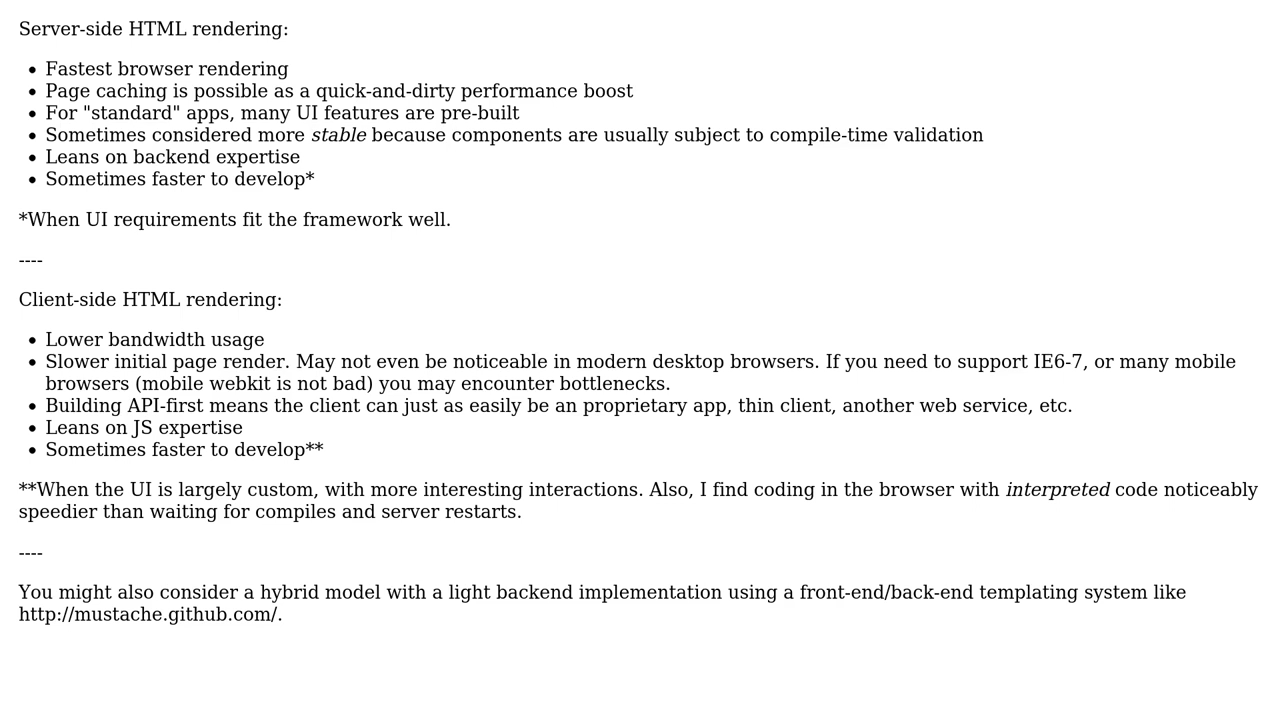 Server-side HTML rendering:
• Fastest browser rendering
• Page caching is possible as a quick-and-dirty performance boost
• For "standard" apps, many UI features are pre-built
• Sometimes considered more stable because components are usually subject to compile-time validation
• Leans on backend expertise
• Sometimes faster to develop*
*When UI requirements fit the framework well.
----
Client-side HTML rendering:
• Lower bandwidth usage
• Slower initial page render. May not even be noticeable in modern desktop browsers. If you need to support IE6-7, or many mobile
browsers (mobile webkit is not bad) you may encounter bottlenecks.
• Building API-first means the client can just as easily be an proprietary app, thin client, another web service, etc.
• Leans on JS expertise
• Sometimes faster to develop**
**When the UI is largely custom, with more interesting interactions. Also, I find coding in the browser with interpreted code noticeably
speedier than waiting for compiles and server restarts.
----
You might also consider a hybrid model with a light backend implementation using a front-end/back-end templating system like
http://mustache.github.com/.